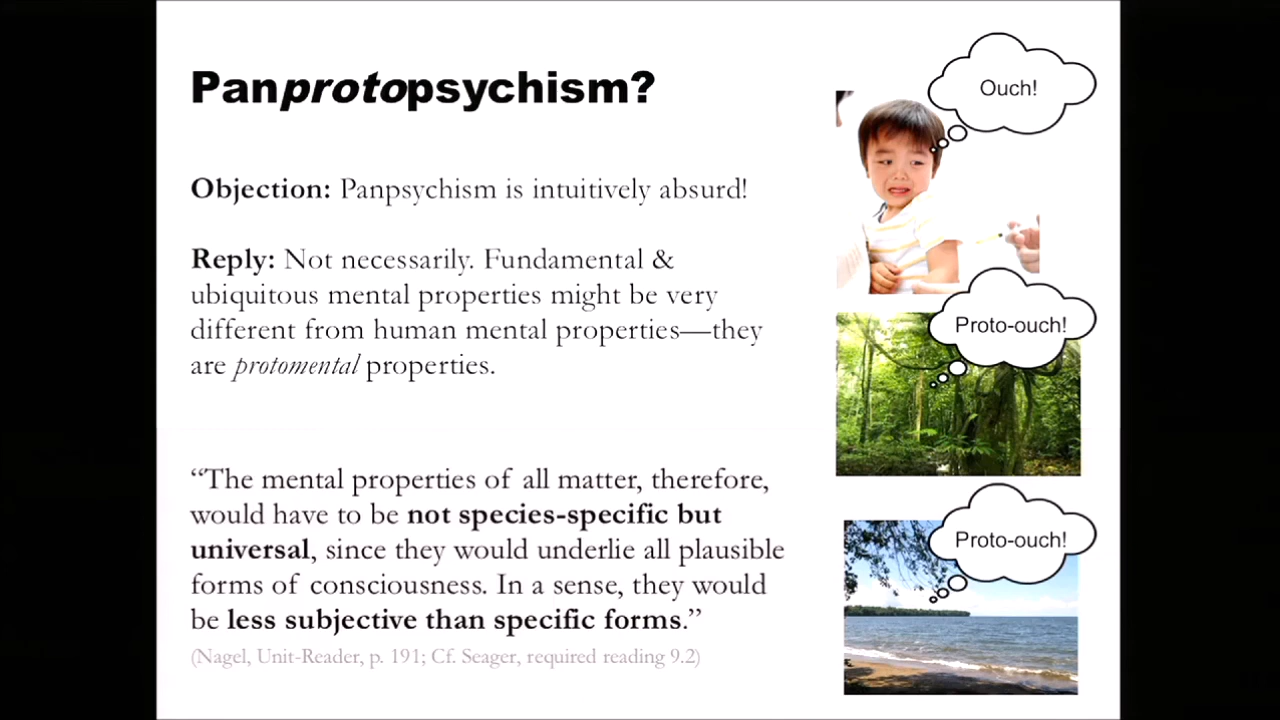 Panprotopsychism?
Ouch!
Objection: Panpsychism is intuitively absurd!
Reply: Not necessarily. Fundamental &
ubiquitous mental properties might be very
different from human mental properties—they
are protomental properties.
Proto-ouch!
“The mental properties of all matter, therefore,
would have to be not species-specific but
universal, since they would underlie all plausible
forms of consciousness. In a sense, they would
be less subjective than specific forms.”
(Nagel, Unit-Reader, p. 191; Cf. Seager, required reading 9.2)
Proto-ouch!